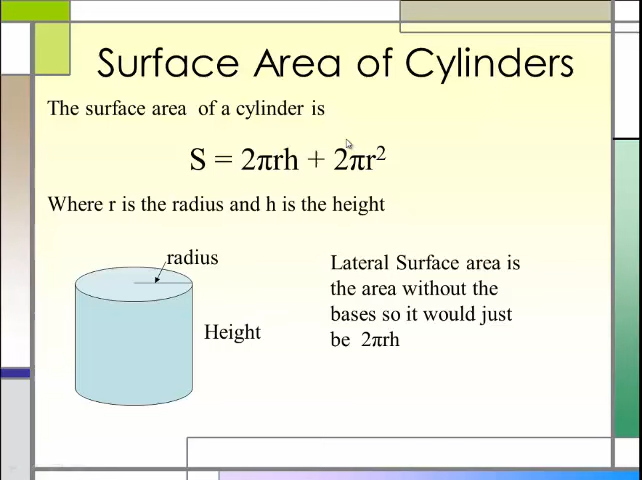 Surface Area of Cylinders
The surface area of a cylinder is
S = 2πrh + 2πr²
Where r is the radius and h is the height
radius
Height
Lateral Surface area is
the area without the
bases so it would just
be 2πrh